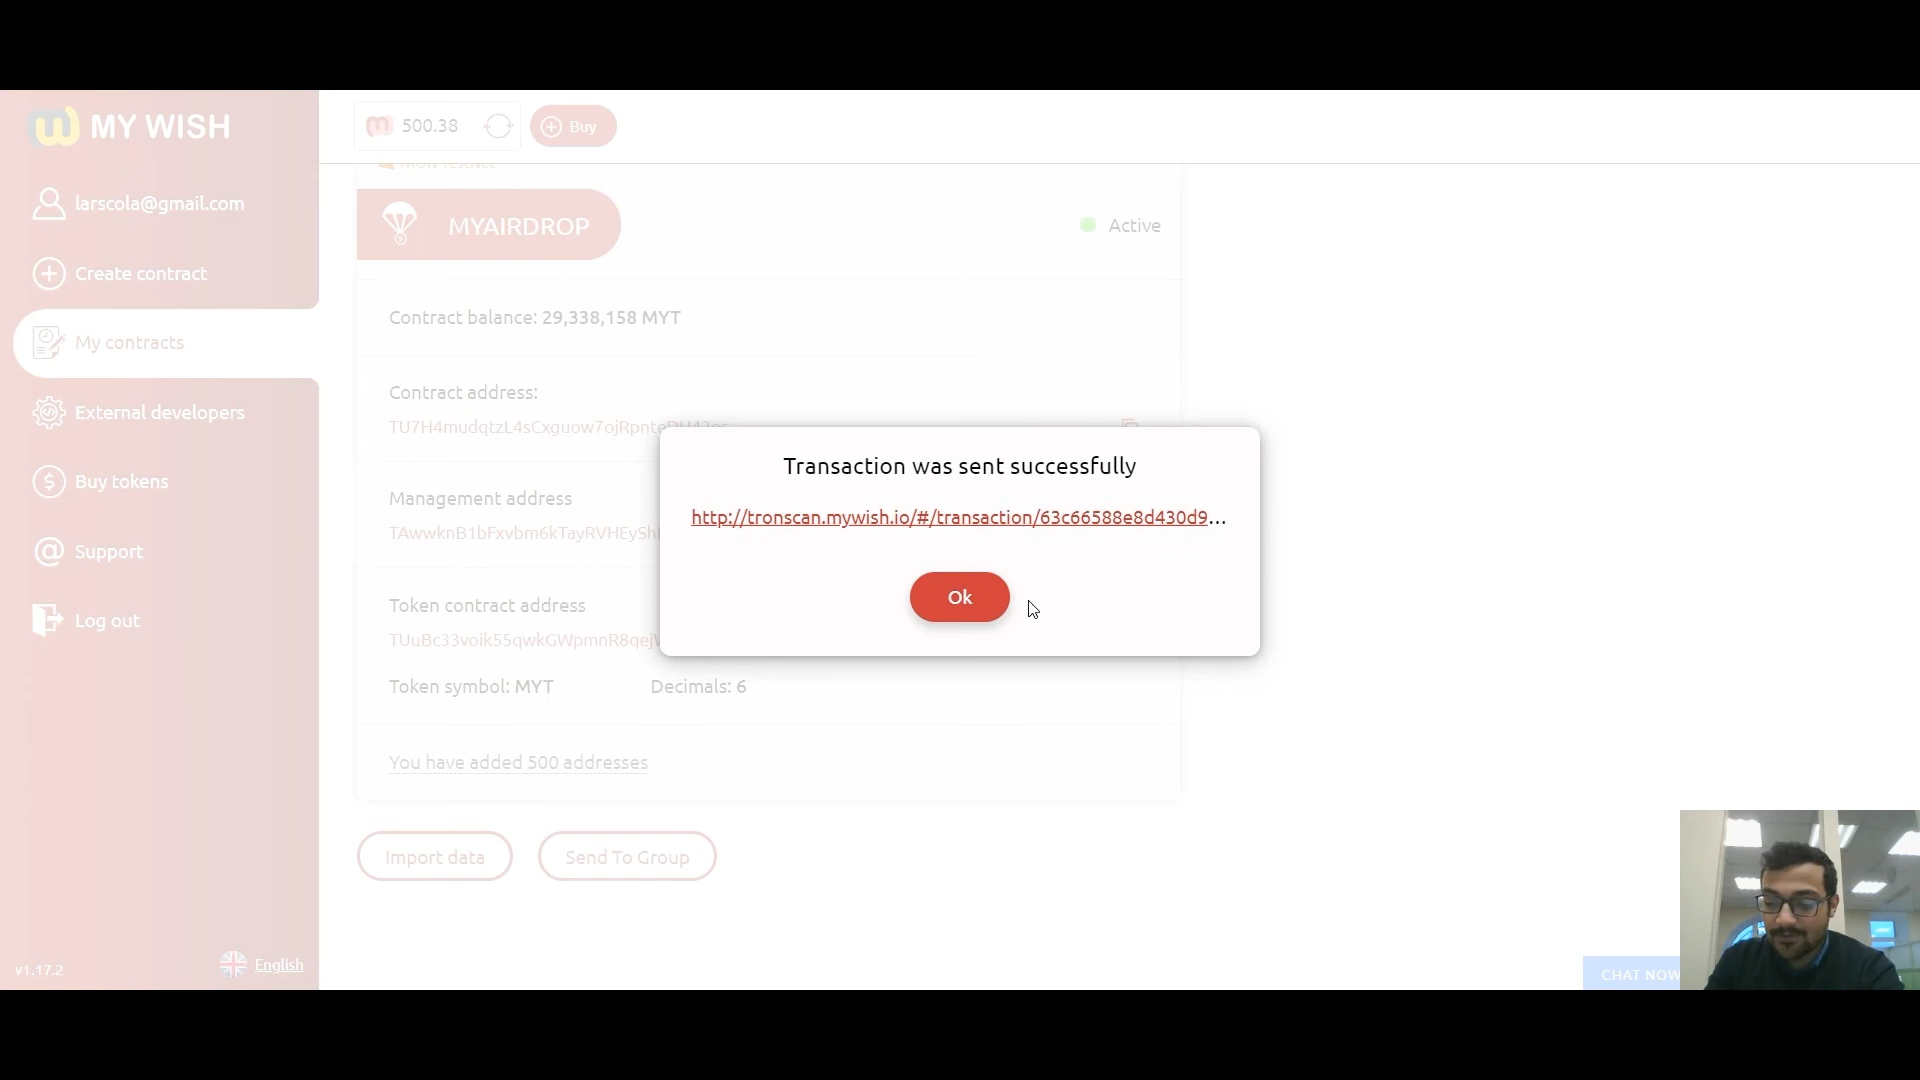 MY WISH
500.38
Buy
TRON TestNet
larscola@gmail.com
MYAIRDROP
Active
Create contract
Contract balance: 29,338,158 MYT
My contracts
Contract address:
External developers
Transaction was sent successfully
Management address
http://tronscan.mywish.io/#/transaction/63c66588e8d430d9...
Buy tokens
Support
Ok
Token contract address
Log out
Token symbol: MYT
Decimals: 6
You have added 500 addresses
Import data
Send To Group
v1.17.2
English
CHAT NOW